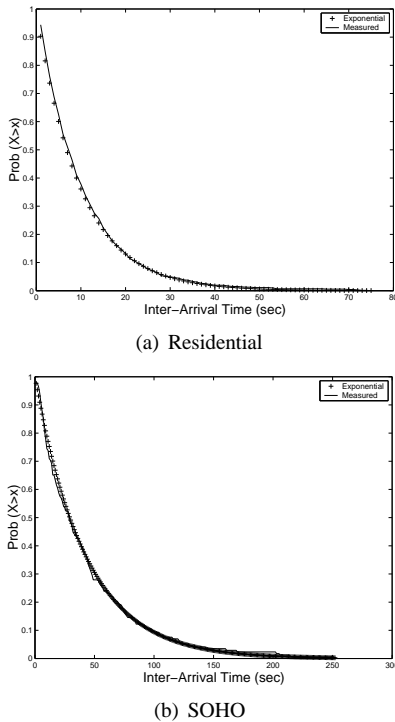 1
0.9
0.8
0.7
0.6
0.5
0.4
0.3
0.2
0.1
0
Prob (X>x)
Exponential
Measured
0 10 20 30 40 50 60 70 80
Inter−Arrival Time (sec)
(a) Residential
1
0.9
0.8
0.7
0.6
0.5
0.4
0.3
0.2
0.1
0
Prob (X>x)
Exponential
Measured
0 50 100 150 200 250 300
Inter−Arrival Time (sec)
(b) SOHO